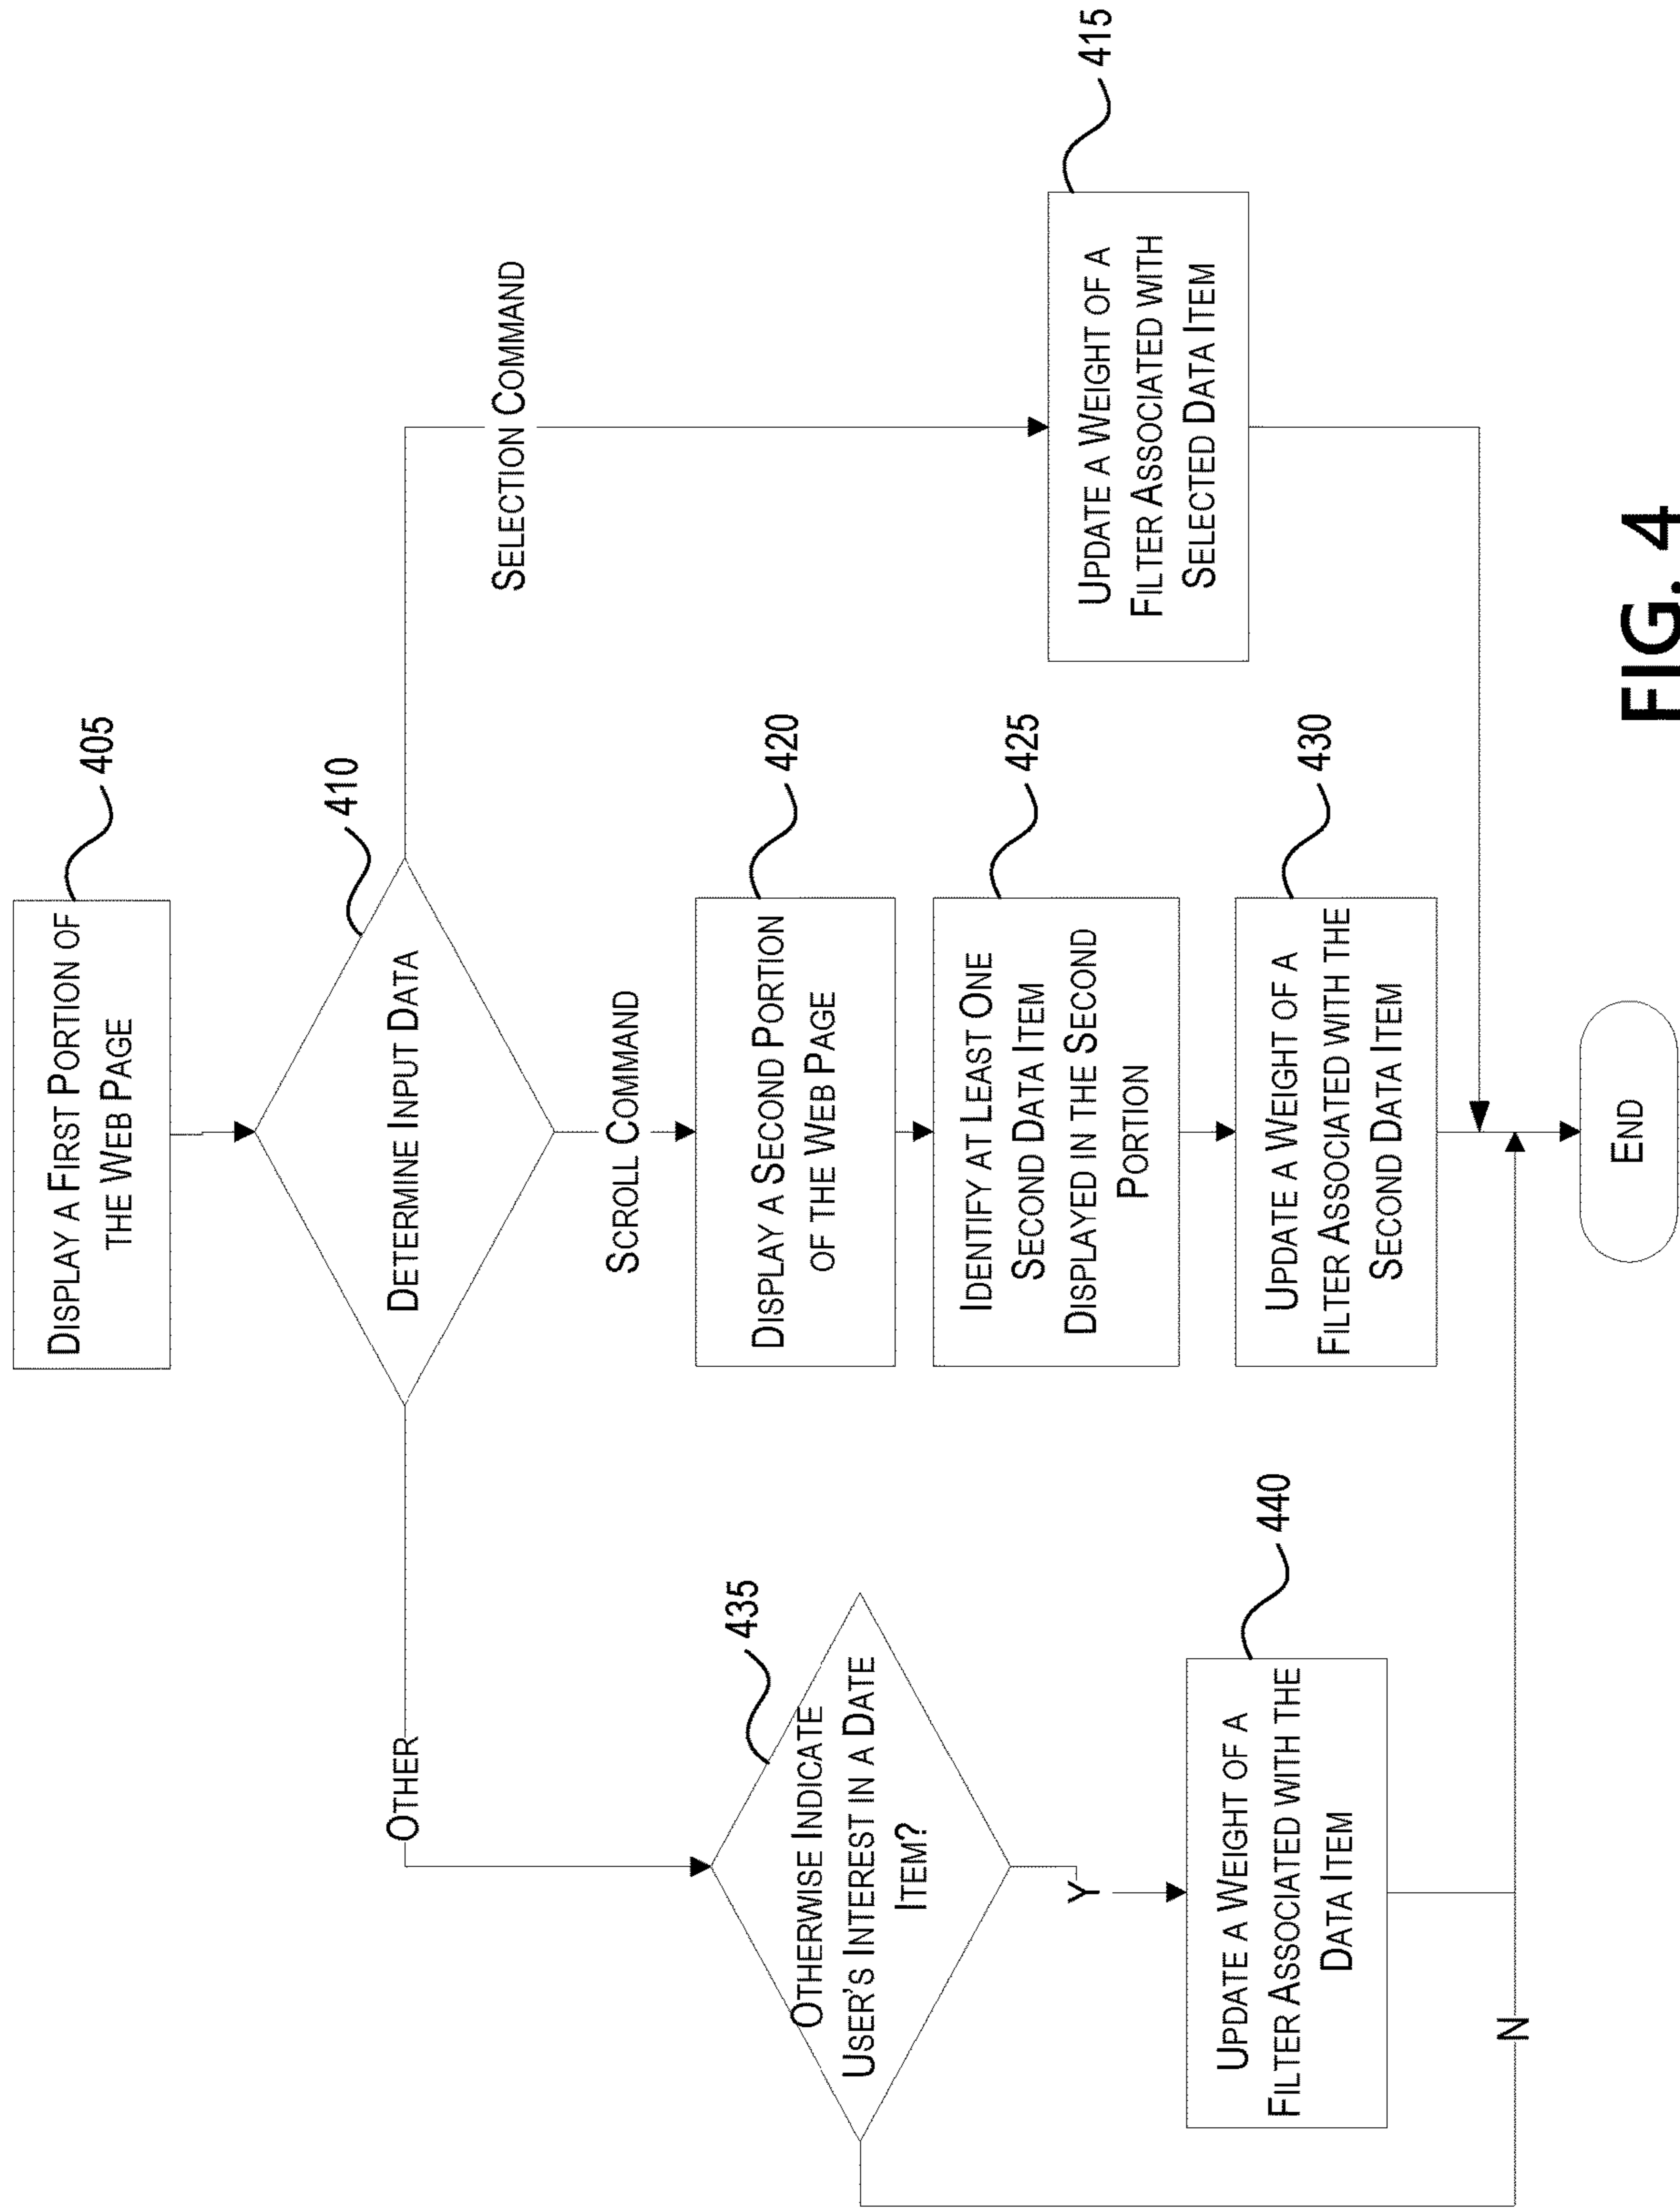 DISPLAY A FIRST PORTION OF
THE WEB PAGE
405
DETERMINE INPUT DATA
410
OTHER
SCROLL COMMAND
SELECTION COMMAND
OTHERWISE INDICATE
USER'S INTEREST IN A DATE
ITEM?
435
Y
UPDATE A WEIGHT OF A
FILTER ASSOCIATED WITH THE
DATA ITEM
440
N
DISPLAY A SECOND PORTION
OF THE WEB PAGE
420
IDENTIFY AT LEAST ONE
SECOND DATA ITEM
DISPLAYED IN THE SECOND
PORTION
425
UPDATE A WEIGHT OF A
FILTER ASSOCIATED WITH THE
SECOND DATA ITEM
430
UPDATE A WEIGHT OF A
FILTER ASSOCIATED WITH
SELECTED DATA ITEM
415
END
FIG. 4